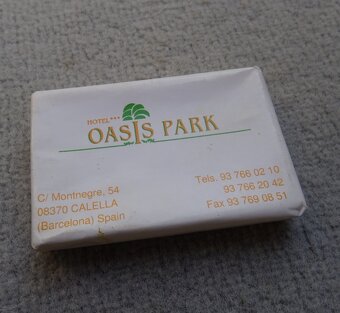 HOTEL***
OASIS PARK
C/ Montnegre, 54
08370 CALELLA
(Barcelona) Spain
Tels. 93 766 02 10
93 766 20 42
Fax 93 769 08 51